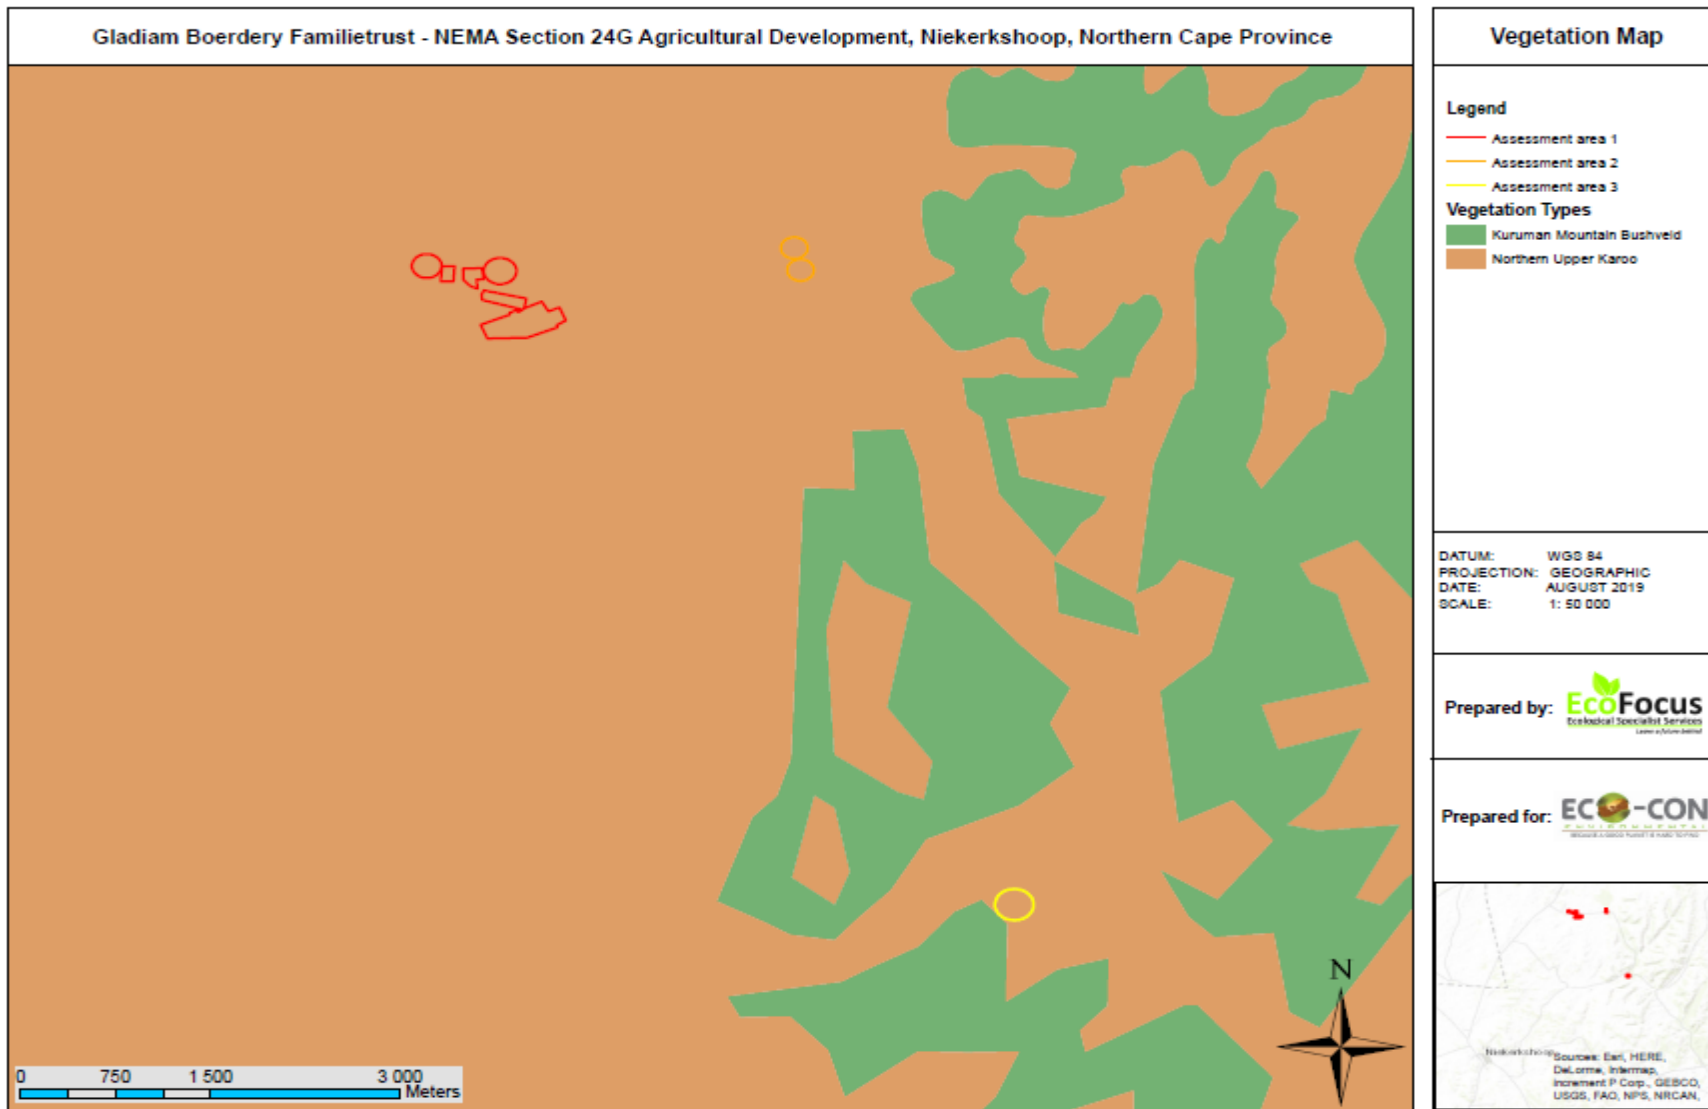 Gladiam Boerdery Familietrust - NEMA Section 24G Agricultural Development, Niekerkshoop, Northern Cape Province
Vegetation Map
Legend
Assessment area 1
Assessment area 2
Assessment area 3
Vegetation Types
Kuruman Mountain Bushveld
Northern Upper Karoo
DATUM: WGS 84
PROJECTION: GEOGRAPHIC
DATE: AUGUST 2019
SCALE: 1: 50 000
Prepared by: EcoFocus
Ecological Specialist Services
Prepared for: ECO-CON
ENVIRONMENTAL
N
0 750 1 500 3 000
Meters
Niekerkshoop
Sources: Esri, HERE,
DeLorme, Intermap,
Increment P Corp., GEBCO,
USGS, FAO, NPS, NRCAN,